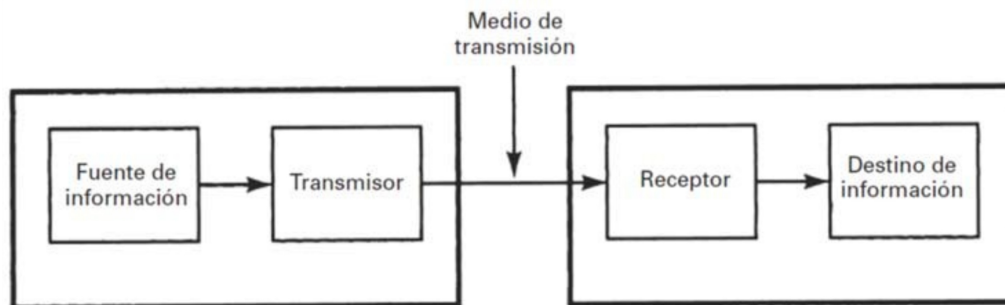 Medio de
transmisión
Fuente de
información
Transmisor
Receptor
Destino de
información